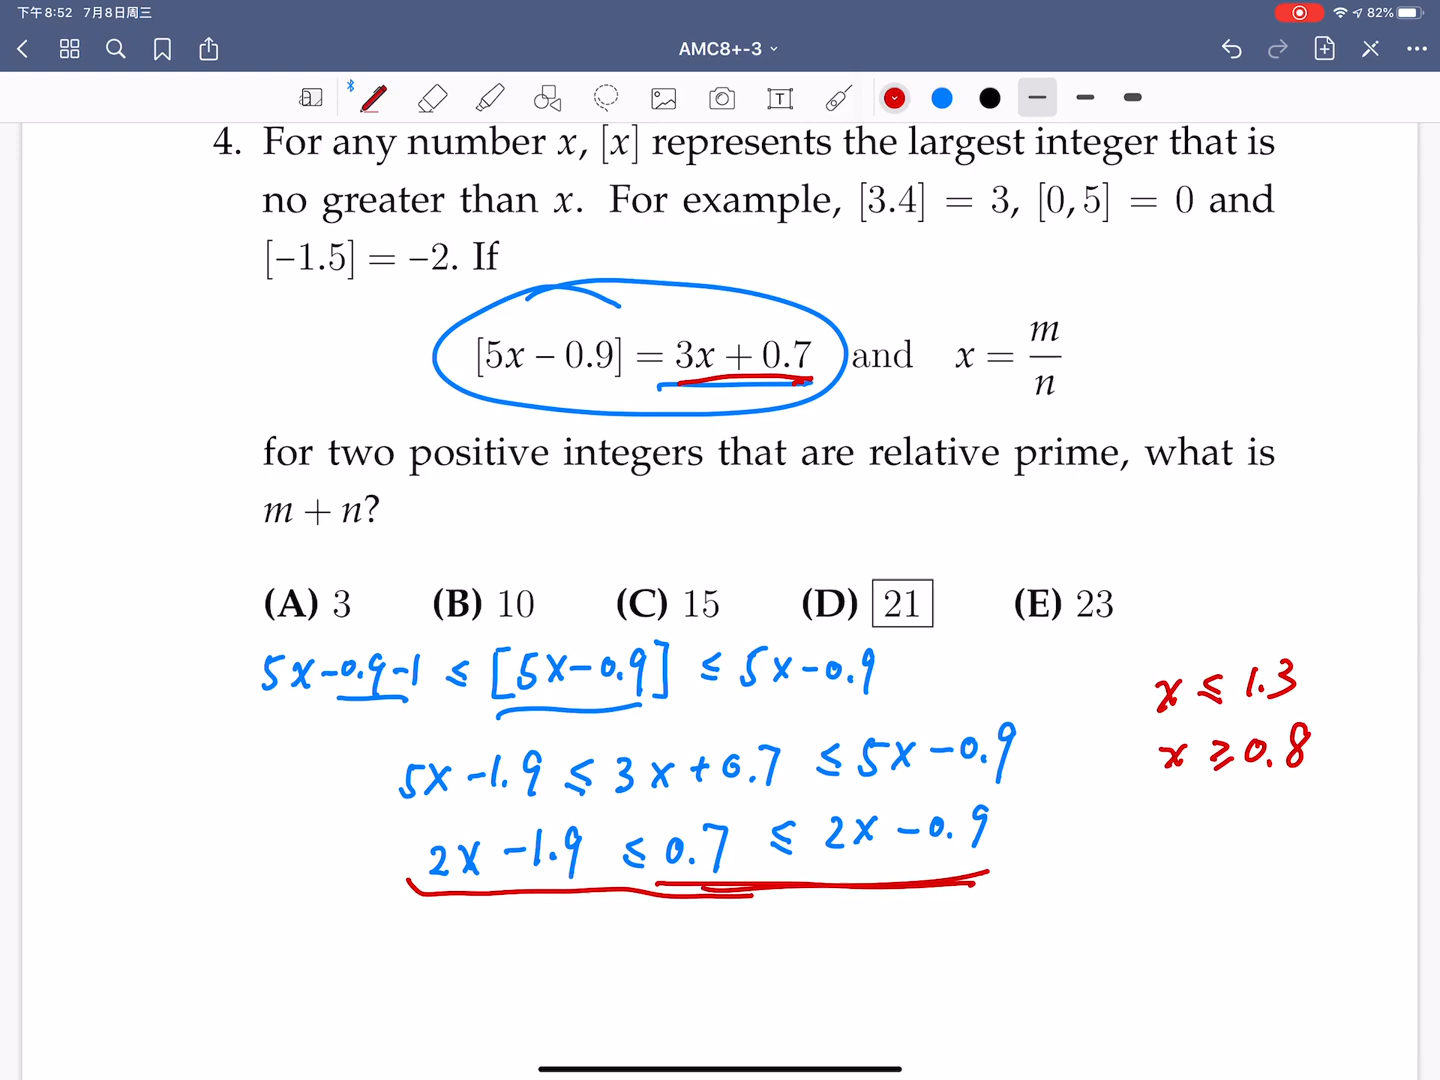 下午8:52 7月8日周三
82%
AMC8+-3
4. For any number x, [x] represents the largest integer that is
no greater than x. For example, [3.4] = 3, [0, 5] = 0 and
[−1.5] = −2. If
[5x − 0.9] = 3x + 0.7 and x = m/n
for two positive integers that are relative prime, what is
m + n?
(A) 3 (B) 10 (C) 15 (D) 21 (E) 23
5x−0.9−1 ≤ [5x−0.9] ≤ 5x−0.9
x ≤ 1.3
x ≥ 0.8
5x −1.9 ≤ 3x+0.7 ≤ 5x−0.9
2x −1.9 ≤ 0.7 ≤ 2x −0.9